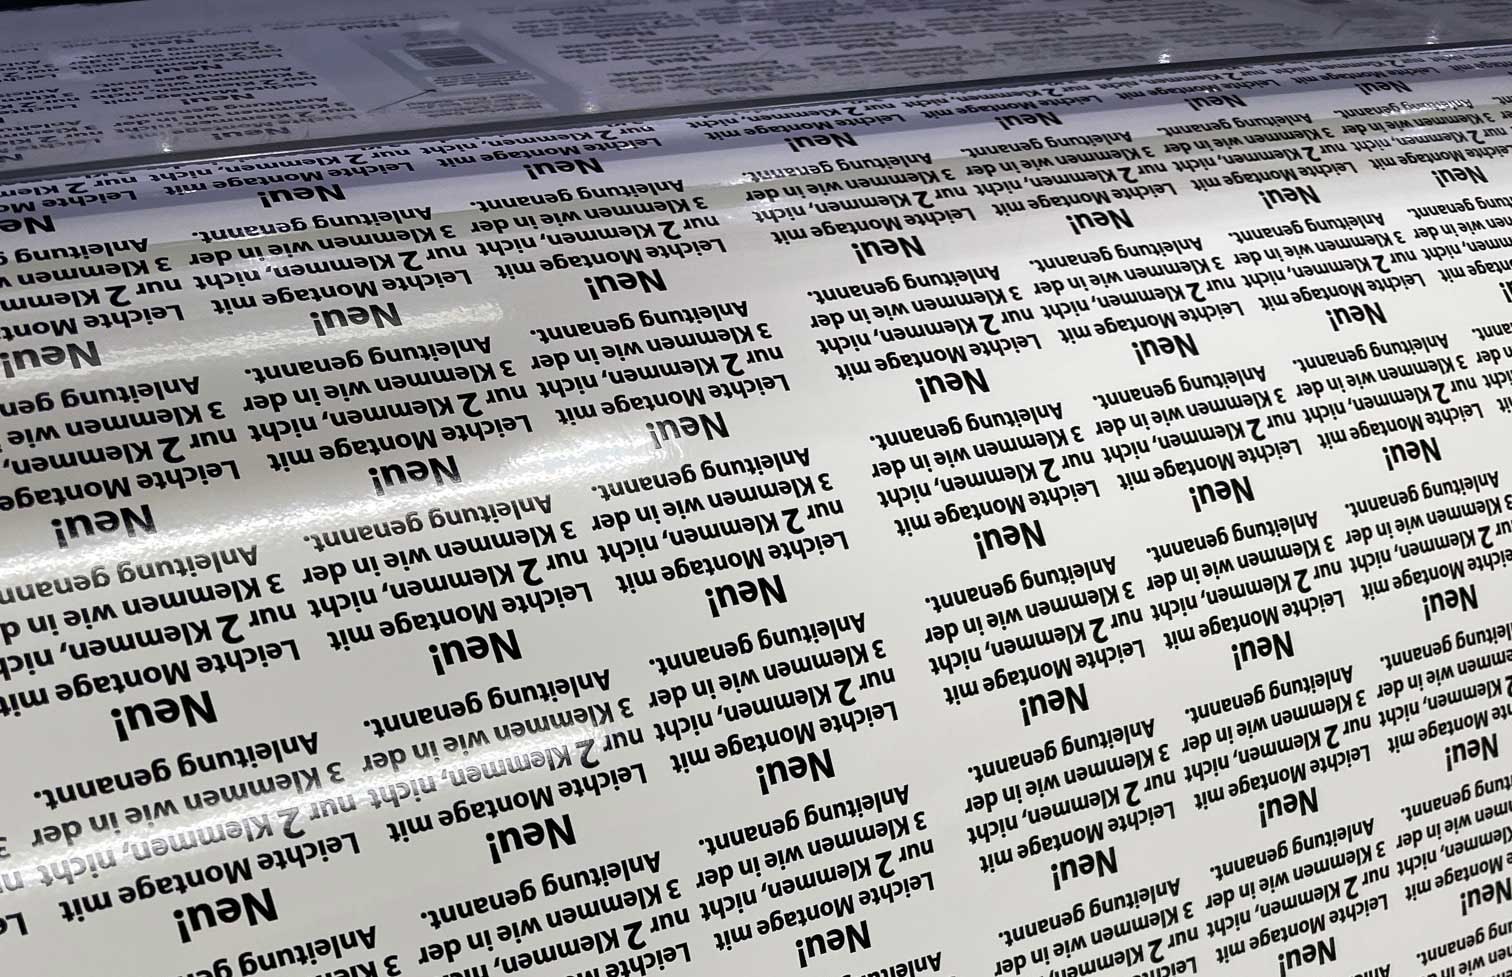 Neu!
Leichte Montage mit
nur 2 Klemmen, nicht
3 Klemmen wie in der
Anleitung genannt.